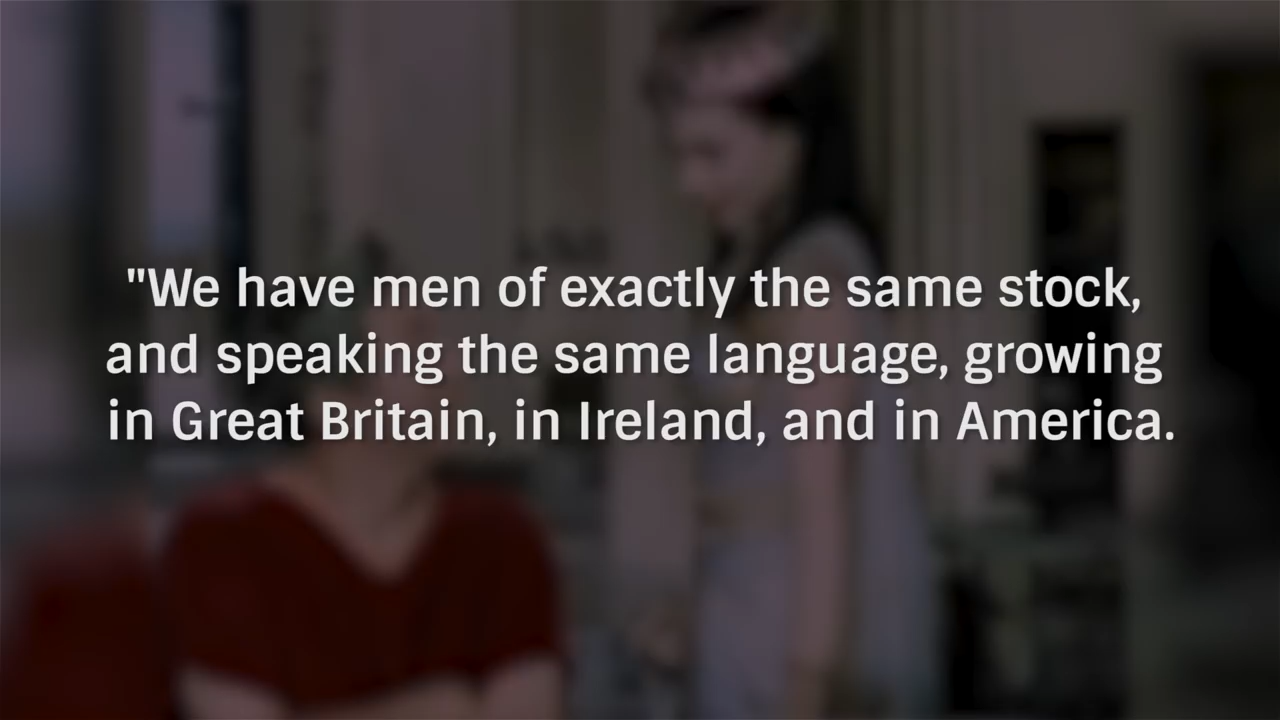 "We have men of exactly the same stock,
and speaking the same language, growing
in Great Britain, in Ireland, and in America.